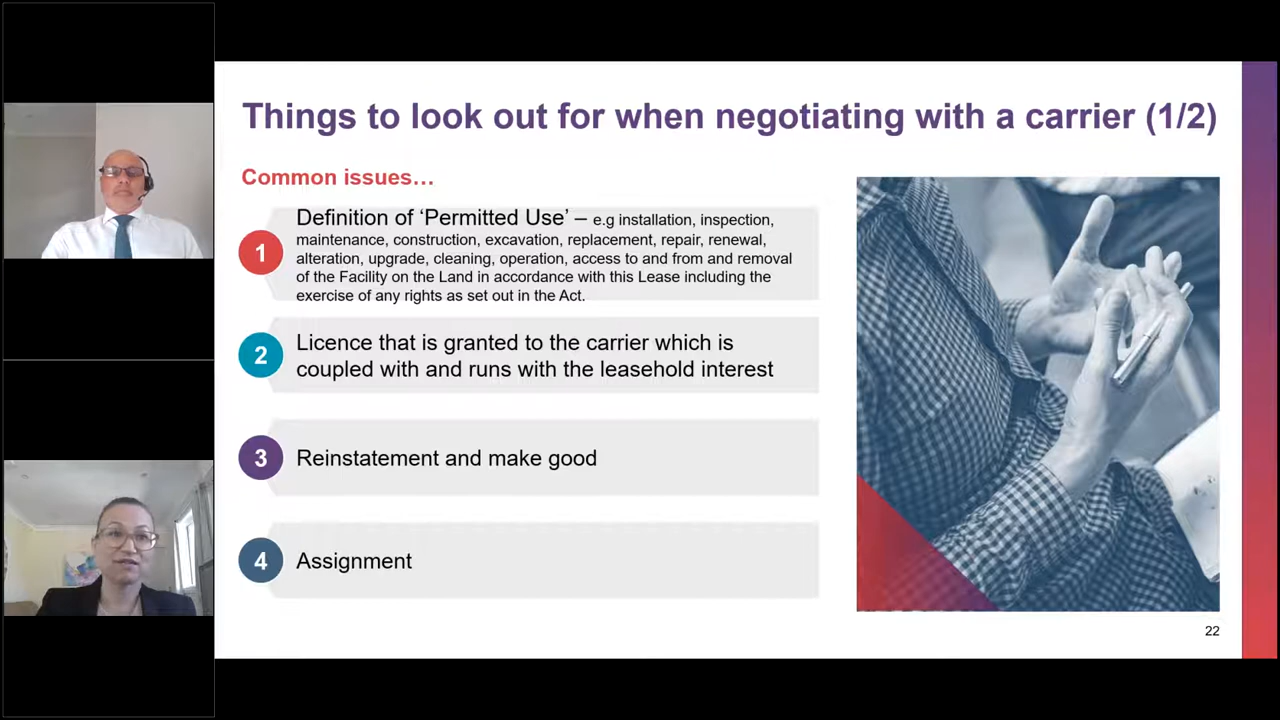 Things to look out for when negotiating with a carrier (1/2)
Common issues…
1
Definition of ‘Permitted Use’ – e.g installation, inspection,
maintenance, construction, excavation, replacement, repair, renewal,
alteration, upgrade, cleaning, operation, access to and from and removal
of the Facility on the Land in accordance with this Lease including the
exercise of any rights as set out in the Act.
2
Licence that is granted to the carrier which is
coupled with and runs with the leasehold interest
3
Reinstatement and make good
4
Assignment
22